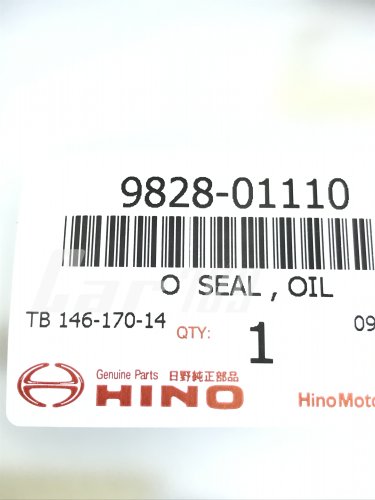 9828-01110
O SEAL , OIL
TB 146-170-14
QTY: 1
09
Genuine Parts 日野純正部品
HINO
HinoMoto